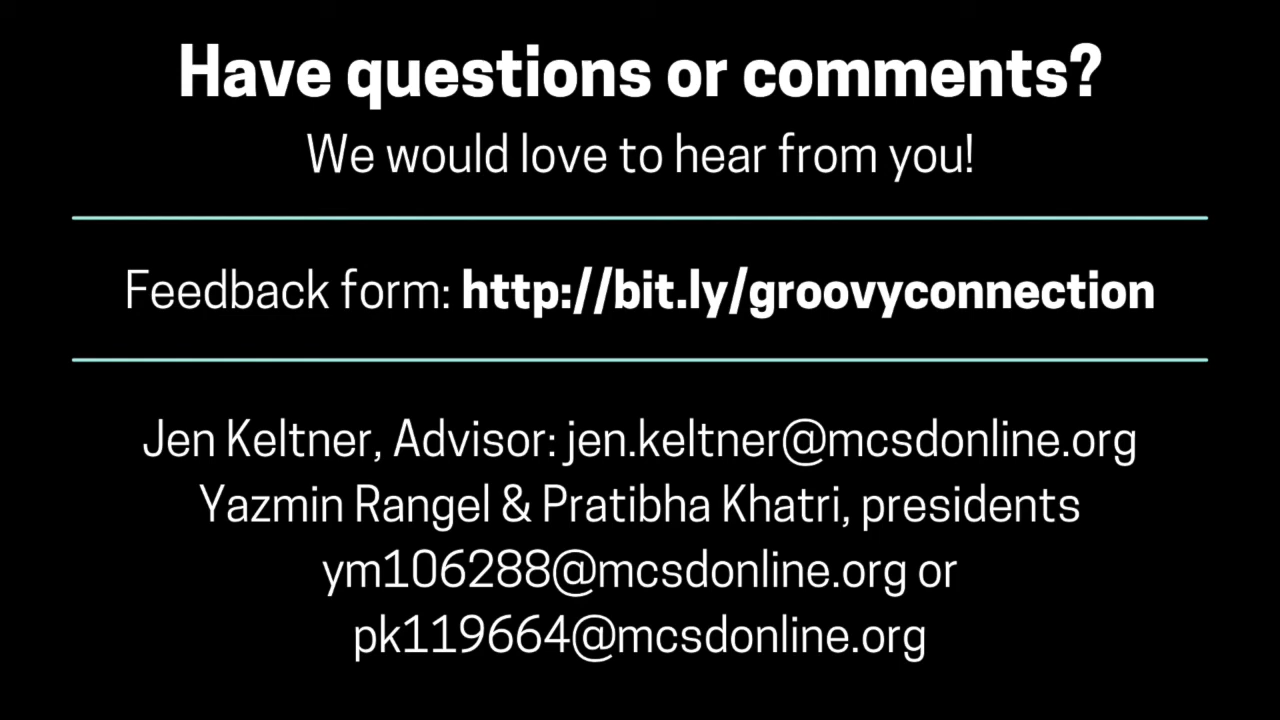 Have questions or comments?
We would love to hear from you!
Feedback form: http://bit.ly/groovyconnection
Jen Keltner, Advisor: jen.keltner@mcsdonline.org
Yazmin Rangel & Pratibha Khatri, presidents
ym106288@mcsdonline.org or
pk119664@mcsdonline.org